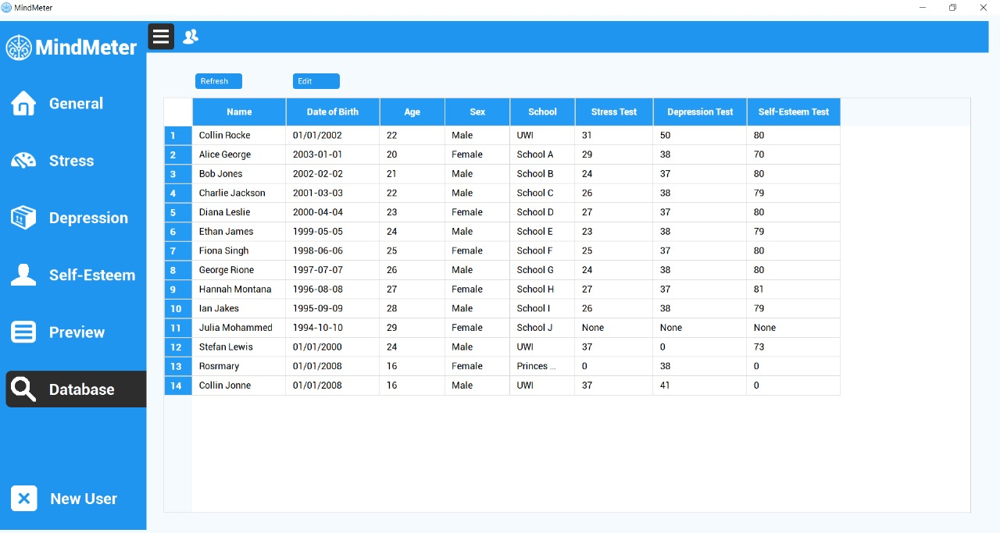 MindMeter
MindMeter
General
Stress
Depression
Self-Esteem
Preview
Database
New User
Refresh Edit
Name Date of Birth Age Sex School Stress Test Depression Test Self-Esteem Test
1 Collin Rocke 01/01/2002 22 Male UWI 31 50 80
2 Alice George 2003-01-01 20 Female School A 29 38 70
3 Bob Jones 2002-02-02 21 Male School B 24 37 80
4 Charlie Jackson 2001-03-03 22 Male School C 26 38 79
5 Diana Leslie 2000-04-04 23 Female School D 27 37 80
6 Ethan James 1999-05-05 24 Male School E 23 38 79
7 Fiona Singh 1998-06-06 25 Female School F 25 37 80
8 George Rione 1997-07-07 26 Male School G 24 38 80
9 Hannah Montana 1996-08-08 27 Female School H 27 37 81
10 Ian Jakes 1995-09-09 28 Male School I 26 38 79
11 Julia Mohammed 1994-10-10 29 Female School J None None None
12 Stefan Lewis 01/01/2000 24 Male UWI 37 0 73
13 Rosrmary 01/01/2008 16 Female Princes ... 0 38 0
14 Collin Jonne 01/01/2008 16 Male UWI 37 41 0